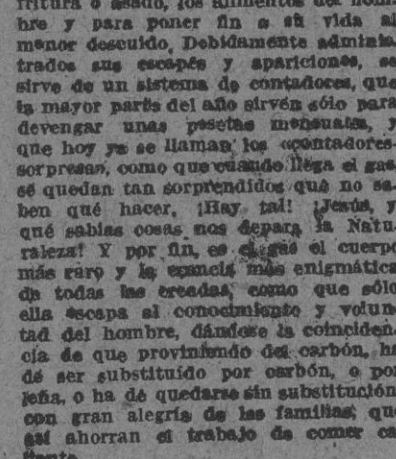 fritura o asado, los alimentos del hom-
bre y para poner fin a su vida al
menor descuido. Debidamente adminis-
trados sus escapes y apariciones, se
sirve de un sistema de contadores, que
la mayor parte del año sirven sólo para
devengar unas pesetas mensuales, y
que hoy ya se llaman los «contadores-
sorpresas, como que cuando llega el gas,
se quedan tan sorprendidos que no sa-
ben qué hacer. ¡Hay tal! ¡Jesús, y
qué sabias cosas nos depara la Natu-
raleza! Y por fin, es el gas el cuerpo
más raro y la esencia más enigmática
de todas las creadas, como que sólo
ella escapa al conocimiento y volun-
tad del hombre, dándose la coinciden-
cia de que proviniendo del carbón, ha
de ser substituído por carbón, o por
leña, o ha de quedarse sin substitución
con gran alegría de las familias, que
así ahorran el trabajo de comer ca-
liente.